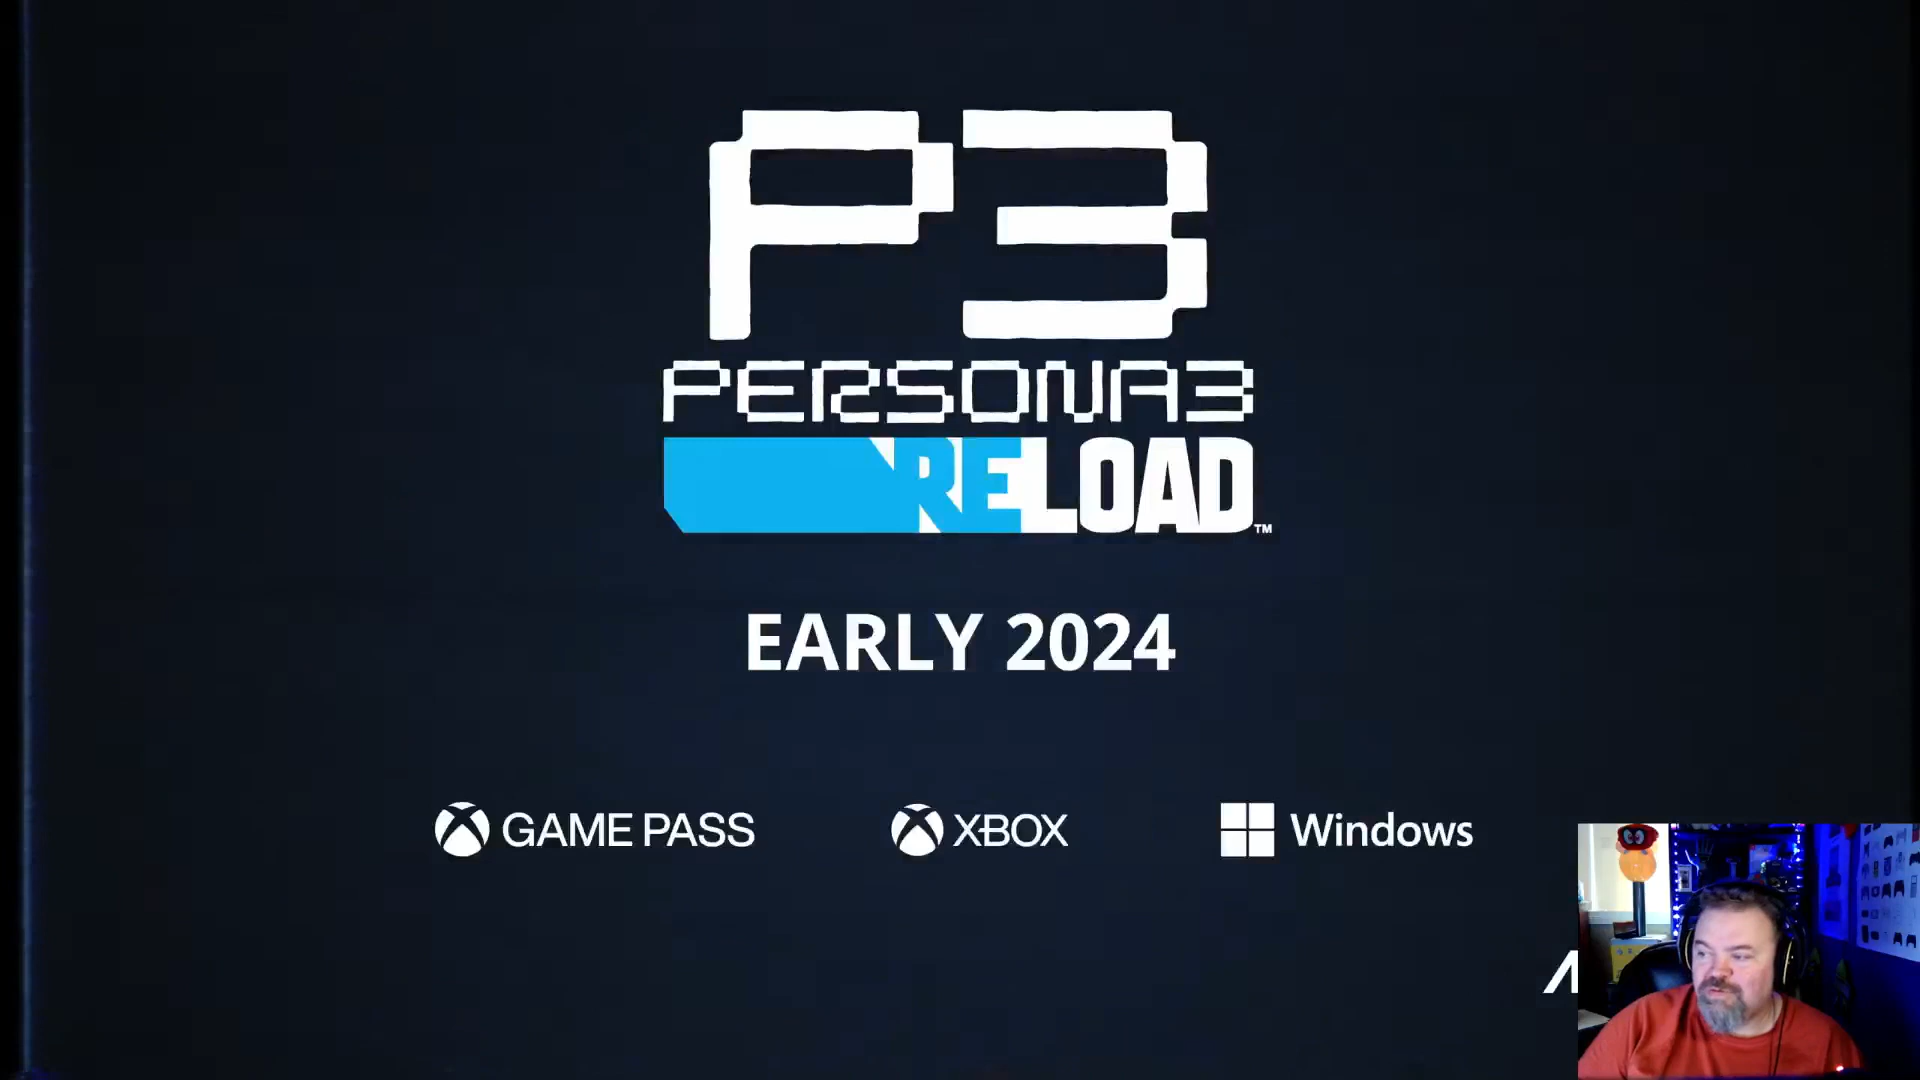 P3
PERSONA3
RELOAD™
EARLY 2024
GAME PASS
XBOX
Windows